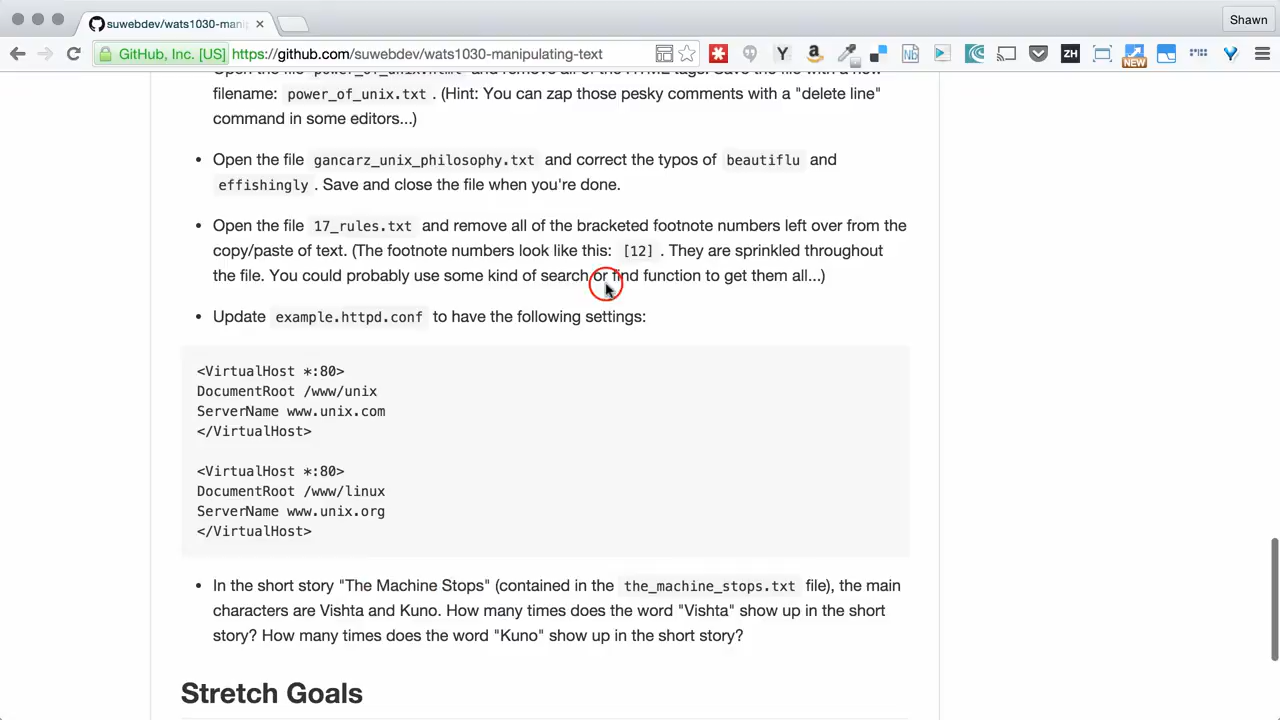 suwebdev/wats1030-mani
Shawn
GitHub, Inc. [US] https://github.com/suwebdev/wats1030-manipulating-text
NEW
filename: power_of_unix.txt . (Hint: You can zap those pesky comments with a "delete line"
command in some editors...)
Open the file gancarz_unix_philosophy.txt and correct the typos of beautiflu and
effishingly . Save and close the file when you're done.
Open the file 17_rules.txt and remove all of the bracketed footnote numbers left over from the
copy/paste of text. (The footnote numbers look like this: [12] . They are sprinkled throughout
the file. You could probably use some kind of search or find function to get them all...)
Update example.httpd.conf to have the following settings:
<VirtualHost *:80>
DocumentRoot /www/unix
ServerName www.unix.com
</VirtualHost>
<VirtualHost *:80>
DocumentRoot /www/linux
ServerName www.unix.org
</VirtualHost>
In the short story "The Machine Stops" (contained in the the_machine_stops.txt file), the main
characters are Vishta and Kuno. How many times does the word "Vishta" show up in the short
story? How many times does the word "Kuno" show up in the short story?
Stretch Goals